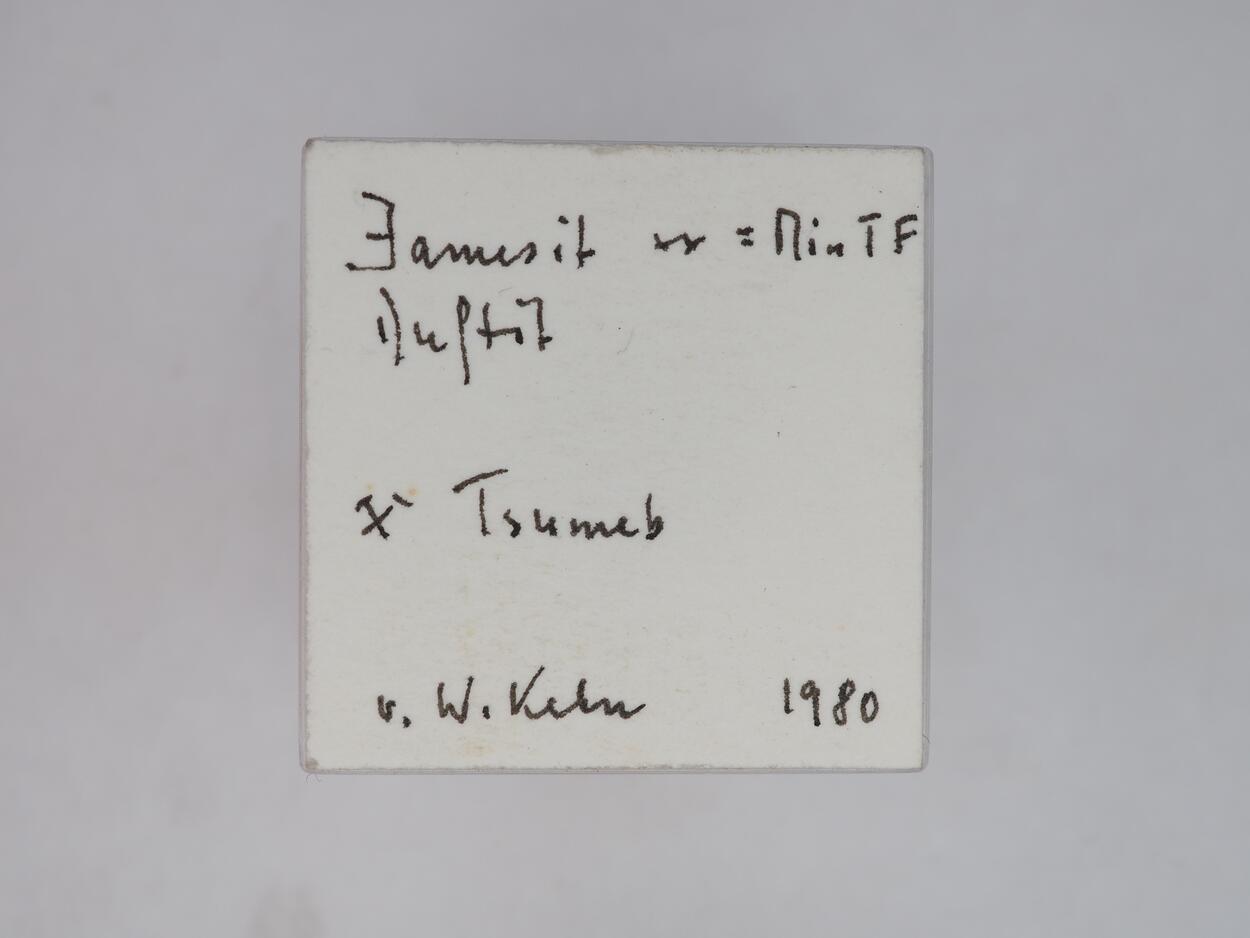 Jamesit xx = Min TF
Duftit
x Tsumeb
v. W. Kehn 1980